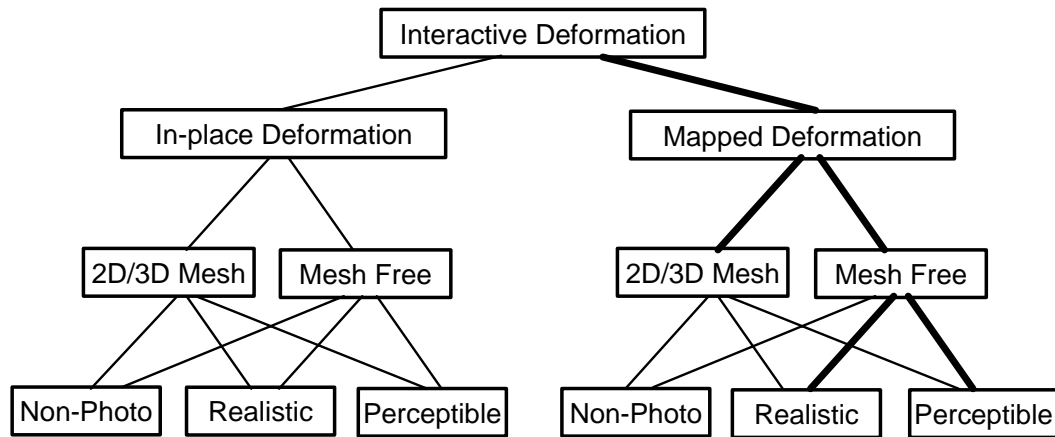 Interactive Deformation
In-place Deformation
Mapped Deformation
2D/3D Mesh
Mesh Free
2D/3D Mesh
Mesh Free
Non-Photo
Realistic
Perceptible
Non-Photo
Realistic
Perceptible